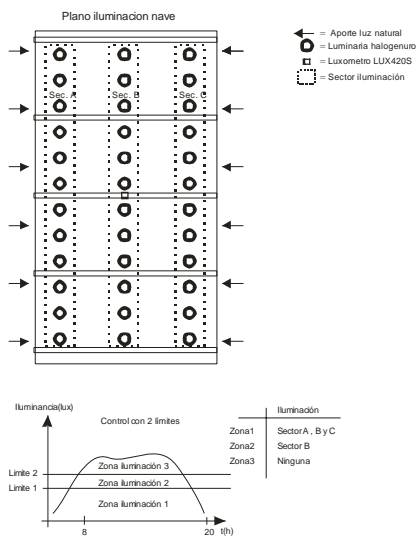 Plano iluminacion nave
= Aporte luz natural
= Luminaria halogenuro
= Luxometro LUX420S
= Sector iluminación
Sec. A
Sec. B
Sec. C
Iluminancia(lux)
Control con 2 limites
Zona iluminación 3
Limite 2
Zona iluminación 2
Limite 1
Zona iluminación 1
8
20
t(h)
Iluminación
Zona1 Sector A , B y C
Zona2 Sector B
Zona3 Ninguna